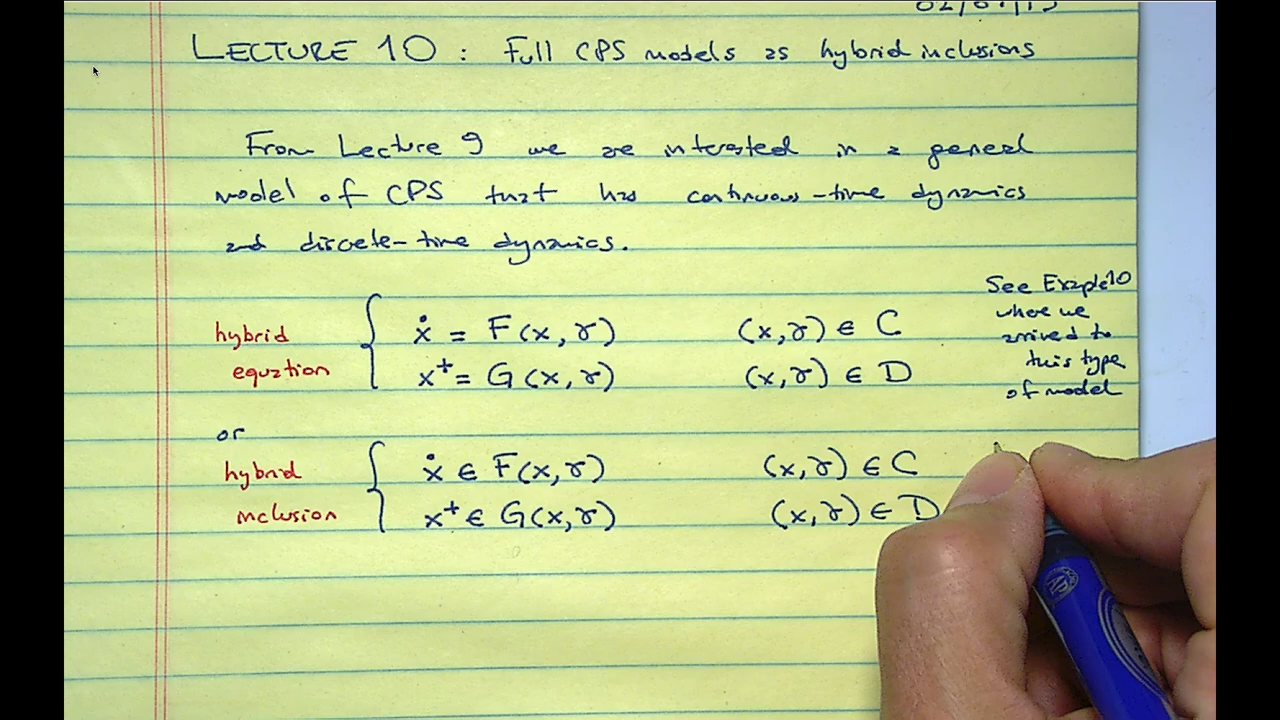 LECTURE 10 : Full CPS models as hybrid inclusions
From Lecture 9 we are interested in a general
model of CPS that has continuous-time dynamics
and discrete-time dynamics.
hybrid equation { ẋ = F(x, γ) (x, γ) ∈ C
x⁺ = G(x, γ) (x, γ) ∈ D
See Example 10
where we
arrived to
this type
of model
or
hybrid inclusion { ẋ ∈ F(x, γ) (x, γ) ∈ C
x⁺ ∈ G(x, γ) (x, γ) ∈ D